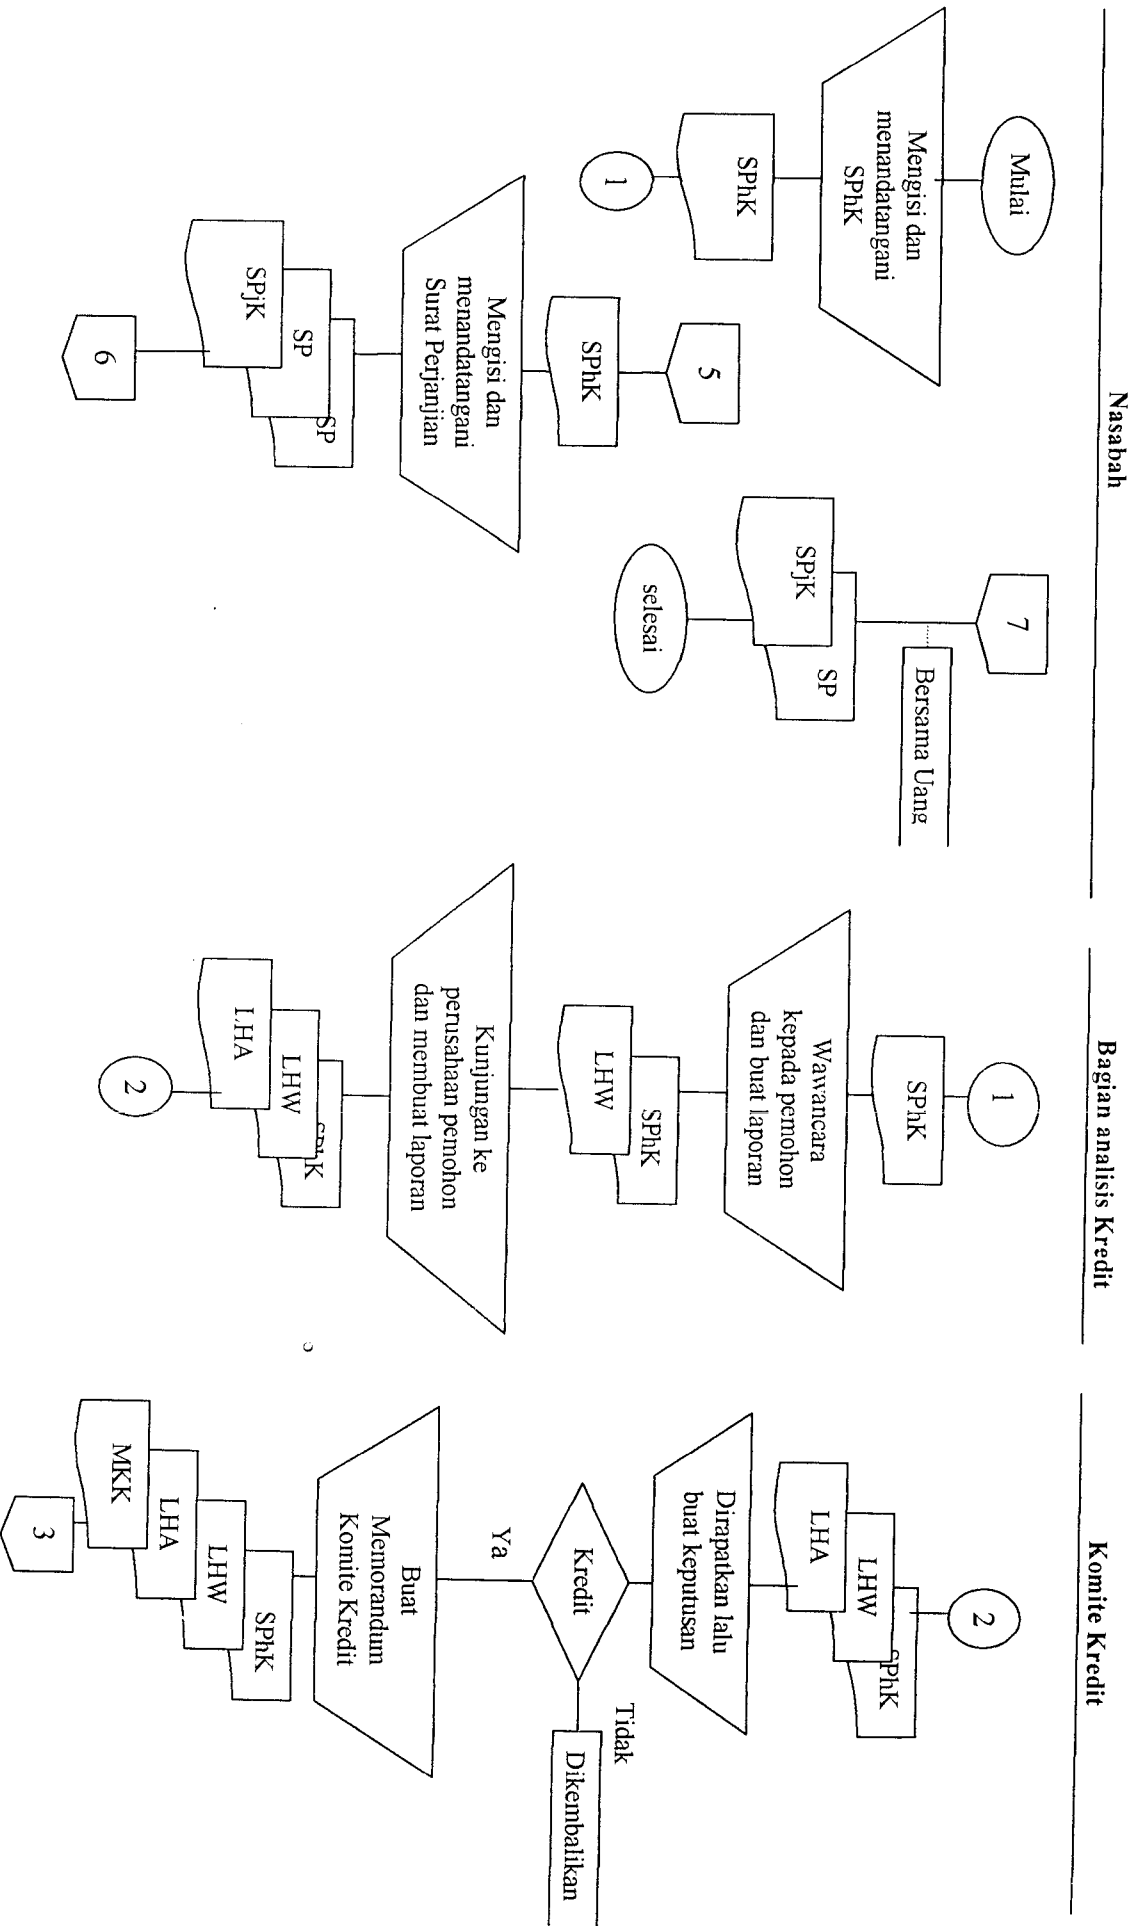 Nasabah
Mulai
Mengisi dan
menandatangani
SPhK
SPhK
1
5
SPhK
Mengisi dan
menandatangani
Surat Perjanjian
SPjK
SP
SP
6
7
Bersama Uang
SPjK
SP
selesai
Bagian analisis Kredit
1
SPhK
Wawancara
kepada pemohon
dan buat laporan
LHW
SPhK
Kunjungan ke
perusahaan pemohon
dan membuat laporan
LHA
LHW
SPhK
2
Komite Kredit
2
LHA
LHW
SPhK
Dirapatkan lalu
buat keputusan
Kredit
Tidak
Dikembalikan
Ya
Buat
Memorandum
Komite Kredit
MKK
LHA
LHW
SPhK
3